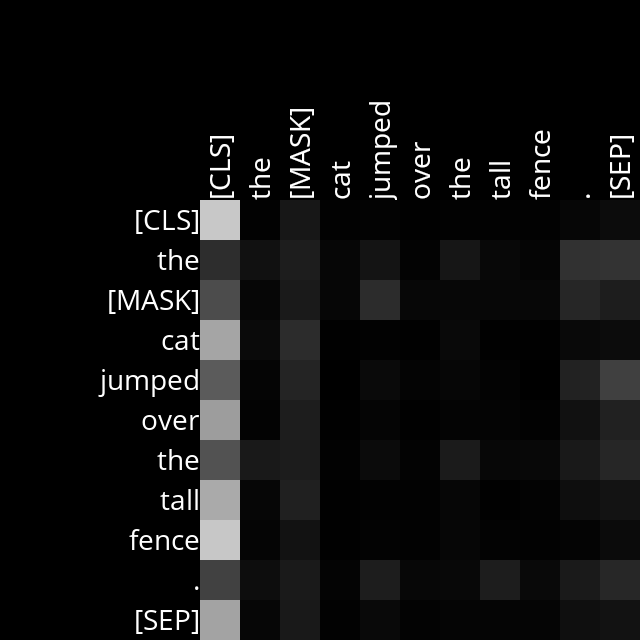 [CLS] the [MASK] cat jumped over the tall fence . [SEP]
[CLS]
the
[MASK]
cat
jumped
over
the
tall
fence
.
[SEP]